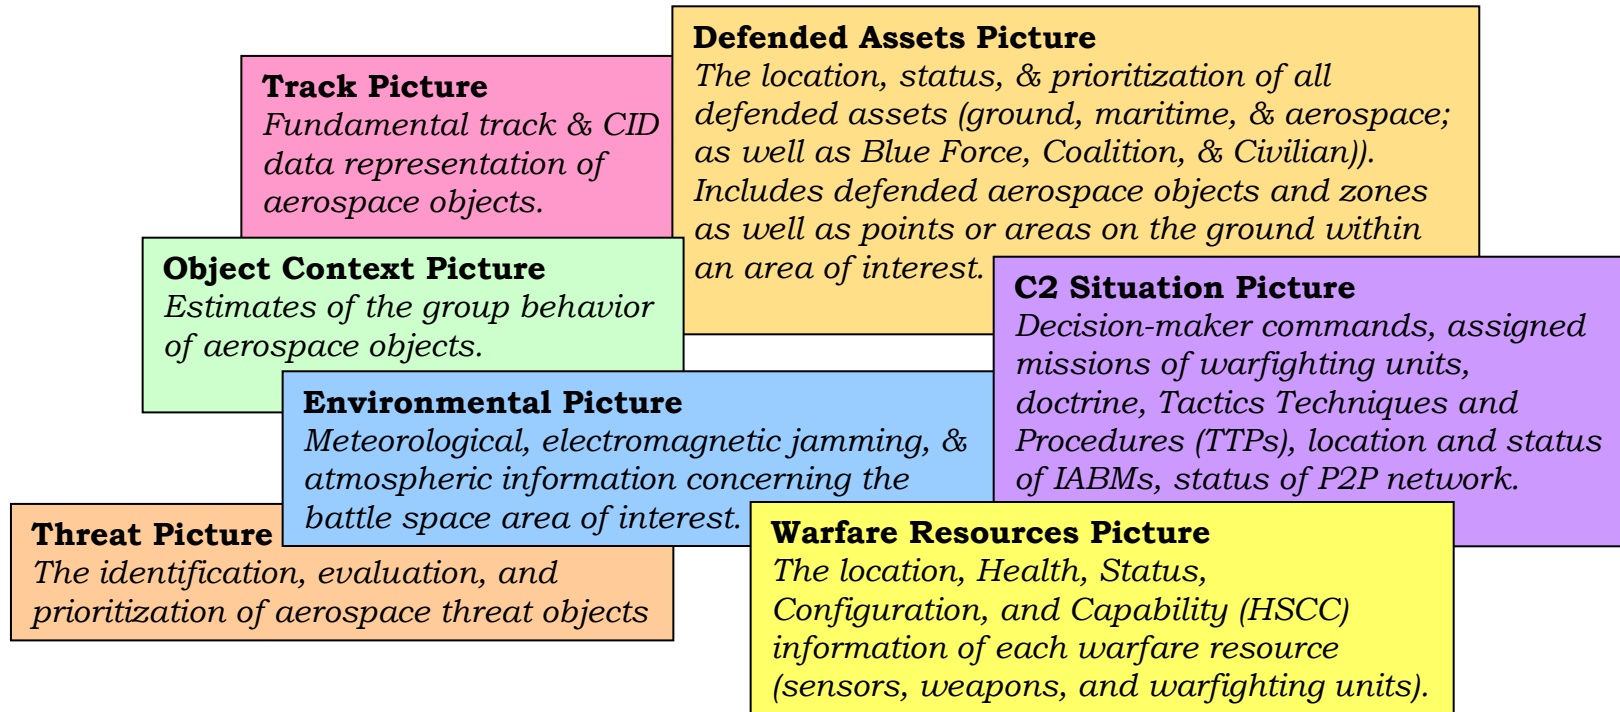 Track Picture
Fundamental track & CID
data representation of
aerospace objects.
Defended Assets Picture
The location, status, & prioritization of all
defended assets (ground, maritime, & aerospace;
as well as Blue Force, Coalition, & Civilian)).
Includes defended aerospace objects and zones
as well as points or areas on the ground within
an area of interest.
Object Context Picture
Estimates of the group behavior
of aerospace objects.
C2 Situation Picture
Decision-maker commands, assigned
missions of warfighting units,
doctrine, Tactics Techniques and
Procedures (TTPs), location and status
of IABMs, status of P2P network.
Environmental Picture
Meteorological, electromagnetic jamming, &
atmospheric information concerning the
battle space area of interest.
Threat Picture
The identification, evaluation, and
prioritization of aerospace threat objects
Warfare Resources Picture
The location, Health, Status,
Configuration, and Capability (HSCC)
information of each warfare resource
(sensors, weapons, and warfighting units).